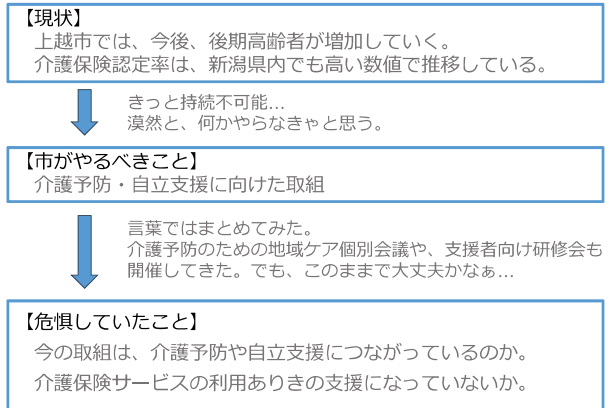 【現状】
上越市では、今後、後期高齢者が増加していく。
介護保険認定率は、新潟県内でも高い数値で推移している。
きっと持続不可能…
漠然と、何かやらなきゃと思う。
【市がやるべきこと】
介護予防・自立支援に向けた取組
言葉ではまとめてみた。
介護予防のための地域ケア個別会議や、支援者向け研修会も
開催してきた。でも、このままで大丈夫かなぁ…
【危惧していたこと】
今の取組は、介護予防や自立支援につながっているのか。
介護保険サービスの利用ありきの支援になっていないか。